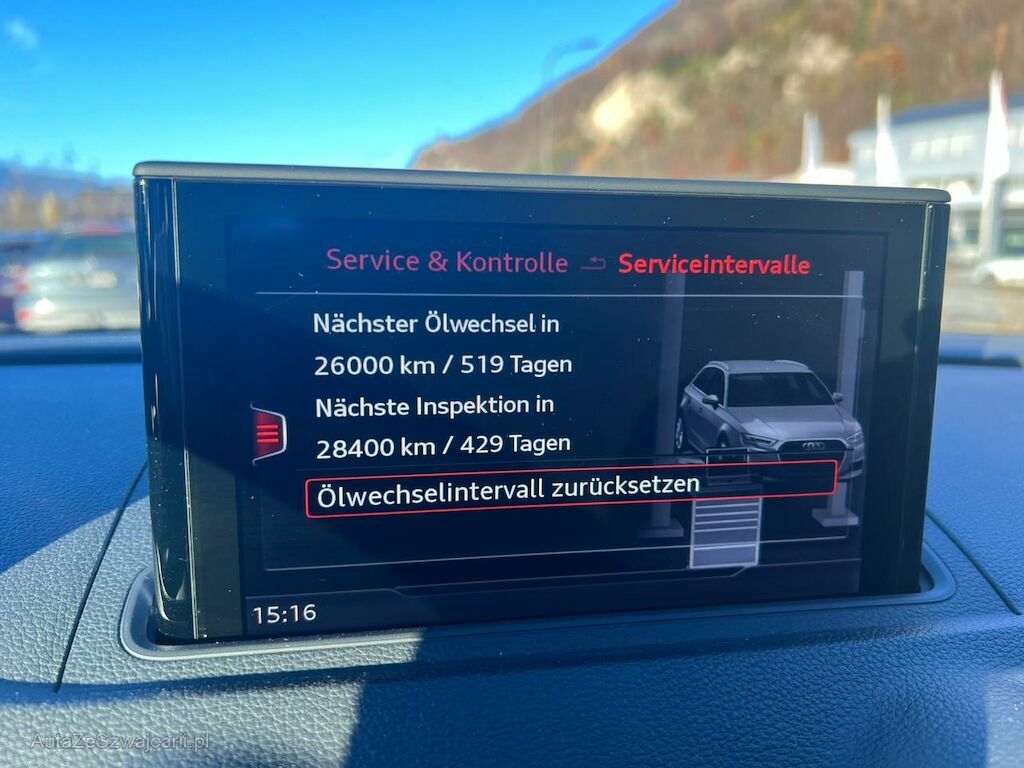 Service & Kontrolle Serviceintervalle
Nächster Ölwechsel in
26000 km / 519 Tagen
Nächste Inspektion in
28400 km / 429 Tagen
Ölwechselintervall zurücksetzen
15:16
AutaZeSzwajcarii.pl